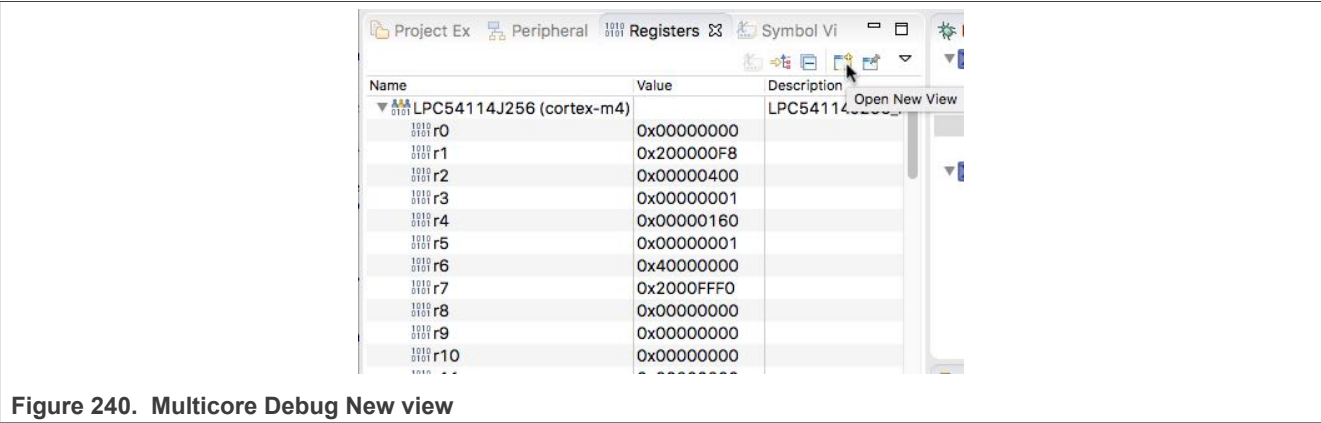 Project Ex Peripheral Registers Symbol Vi
Name Value Description
Open New View
LPC54114J256 (cortex-m4)
r0 0x00000000
r1 0x200000F8
r2 0x00000400
r3 0x00000001
r4 0x00000160
r5 0x00000001
r6 0x40000000
r7 0x2000FFF0
r8 0x00000000
r9 0x00000000
r10 0x00000000
Figure 240. Multicore Debug New view